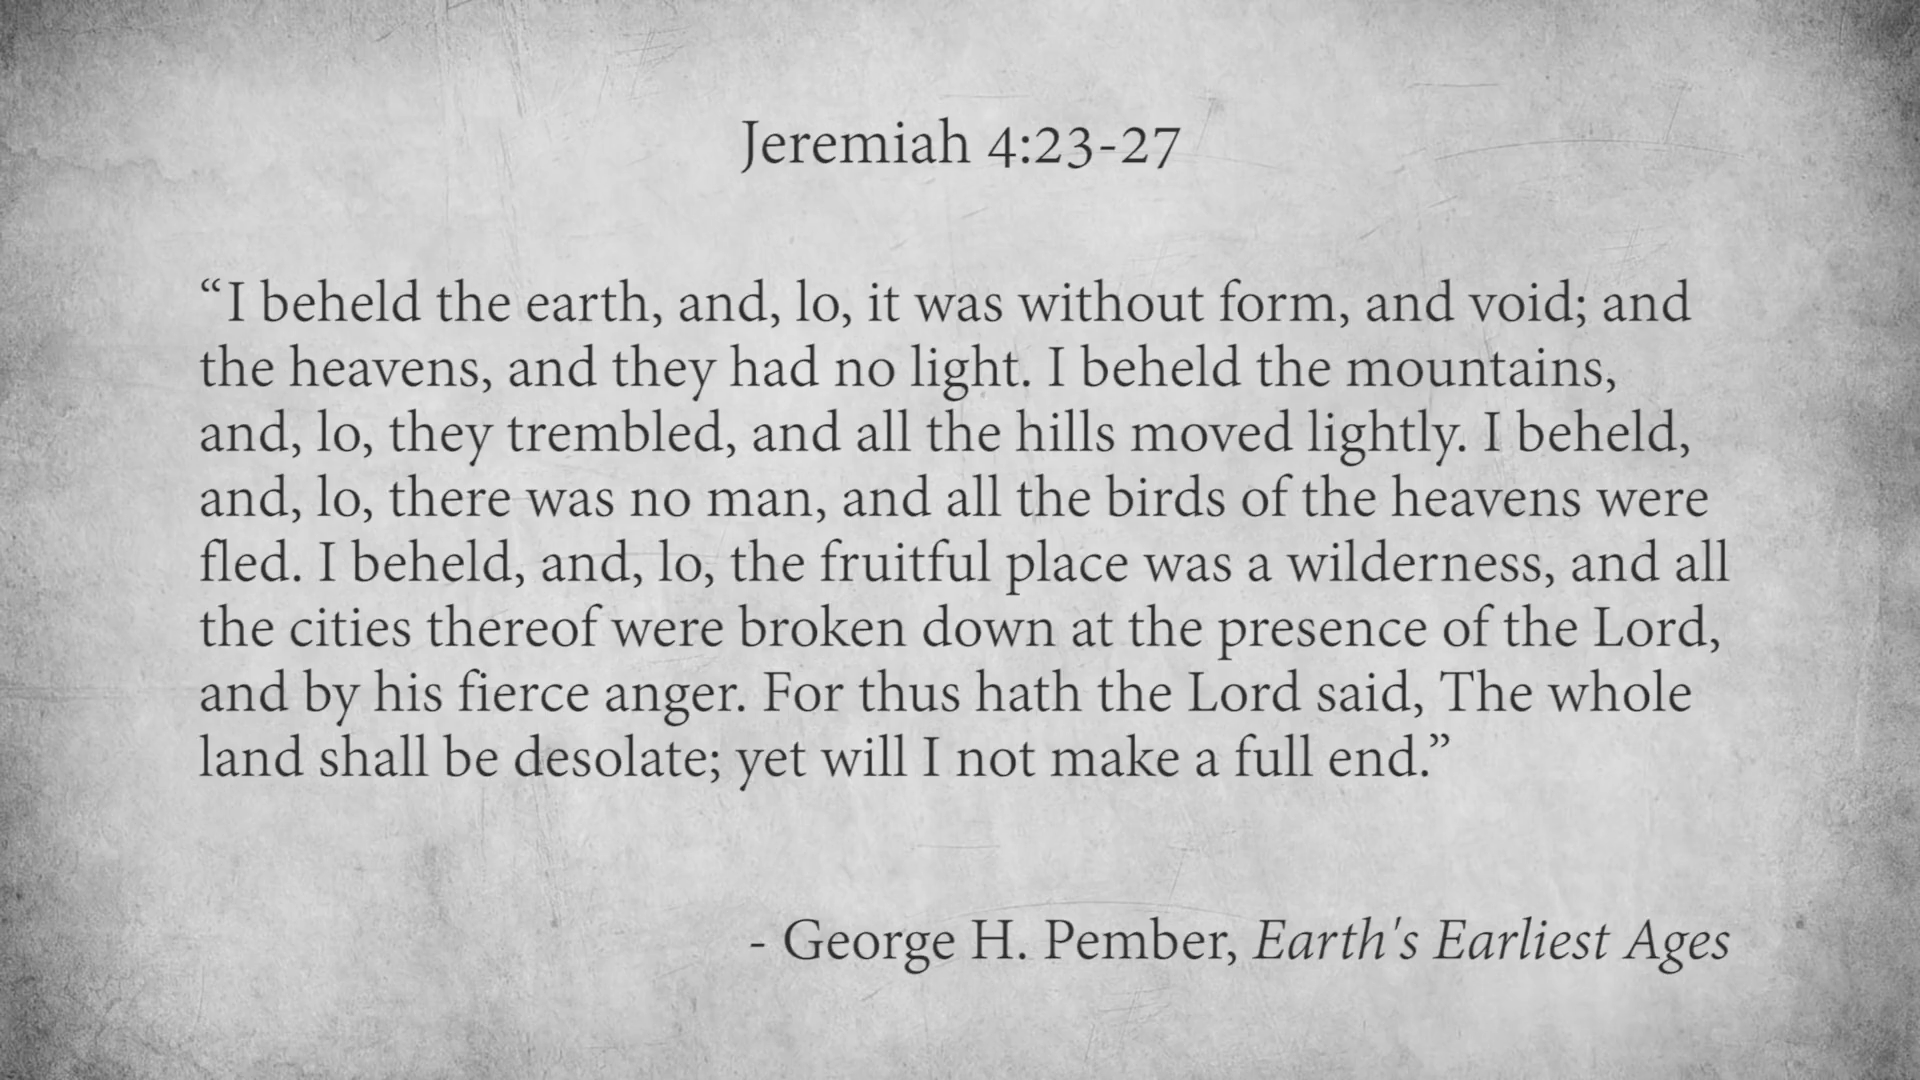 Jeremiah 4:23-27
“I beheld the earth, and, lo, it was without form, and void; and
the heavens, and they had no light. I beheld the mountains,
and, lo, they trembled, and all the hills moved lightly. I beheld,
and, lo, there was no man, and all the birds of the heavens were
fled. I beheld, and, lo, the fruitful place was a wilderness, and all
the cities thereof were broken down at the presence of the Lord,
and by his fierce anger. For thus hath the Lord said, The whole
land shall be desolate; yet will I not make a full end.”
- George H. Pember, Earth's Earliest Ages